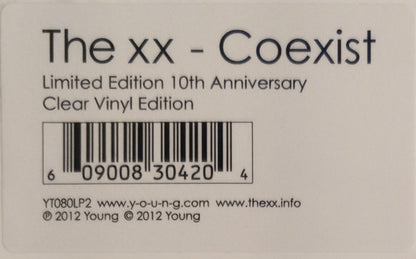 The xx - Coexist
Limited Edition 10th Anniversary
Clear Vinyl Edition
6 09008 30420 4
YT080LP2 www.y-o-u-n-g.com www.thexx.info
℗ 2012 Young © 2012 Young